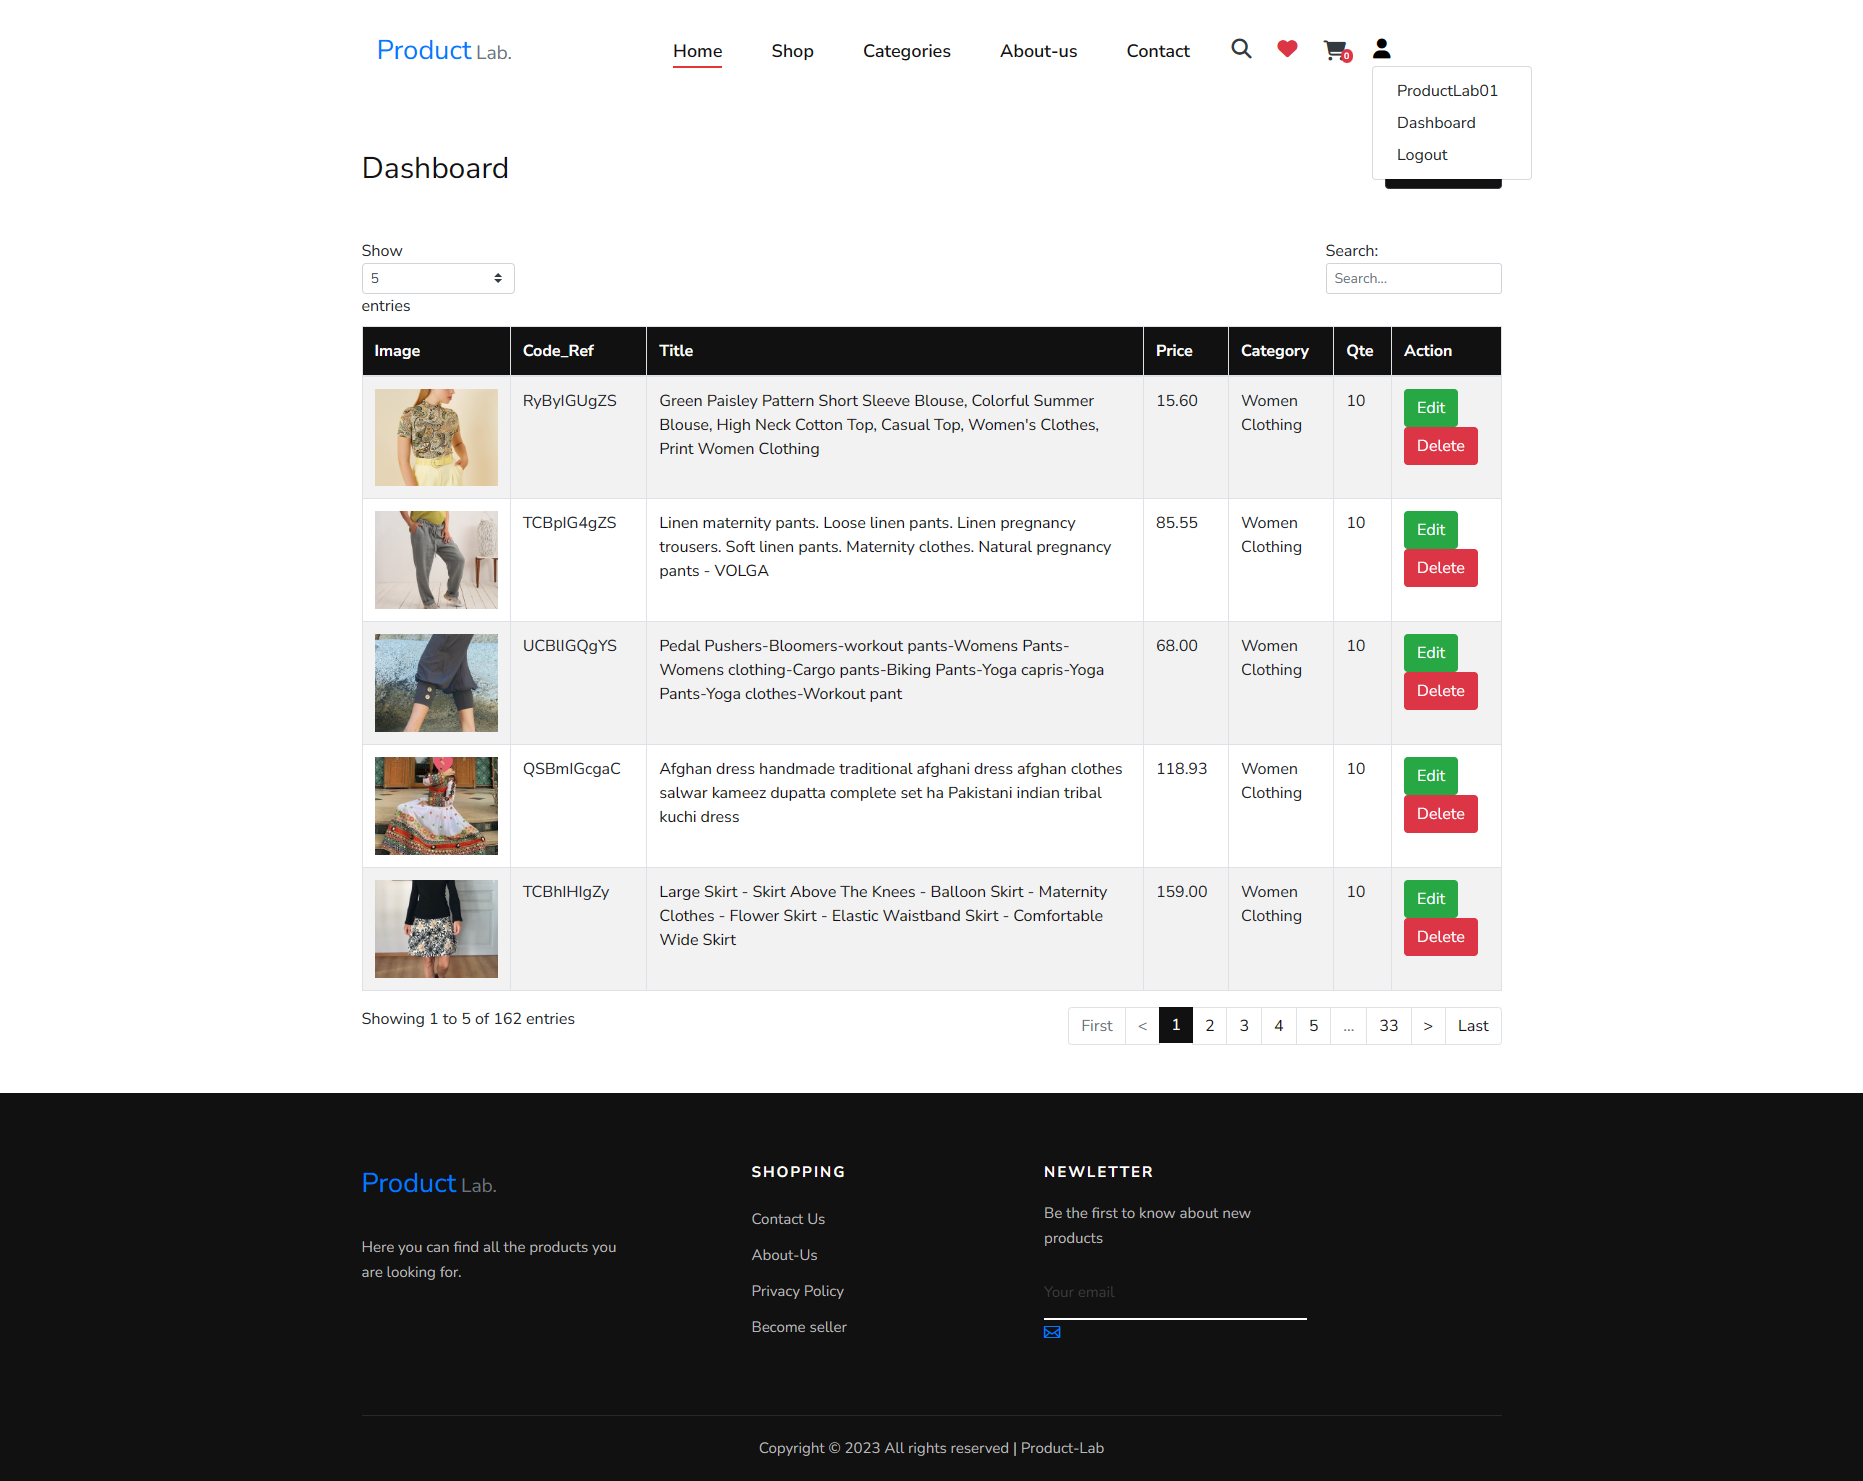 Product Lab.
Home
Shop
Categories
About-us
Contact
0
ProductLab01
Dashboard
Logout
Dashboard
Show
5
entries
Search:
Search...
Image
Code_Ref
Title
Price
Category
Qte
Action
RyByIGUgZS
Green Paisley Pattern Short Sleeve Blouse, Colorful Summer
Blouse, High Neck Cotton Top, Casual Top, Women's Clothes,
Print Women Clothing
15.60
Women
Clothing
10
Edit
Delete
TCBpIG4gZS
Linen maternity pants. Loose linen pants. Linen pregnancy
trousers. Soft linen pants. Maternity clothes. Natural pregnancy
pants - VOLGA
85.55
Women
Clothing
10
Edit
Delete
UCBlIGQgYS
Pedal Pushers-Bloomers-workout pants-Womens Pants-
Womens clothing-Cargo pants-Biking Pants-Yoga capris-Yoga
Pants-Yoga clothes-Workout pant
68.00
Women
Clothing
10
Edit
Delete
QSBmIGcgaC
Afghan dress handmade traditional afghani dress afghan clothes
salwar kameez dupatta complete set ha Pakistani indian tribal
kuchi dress
118.93
Women
Clothing
10
Edit
Delete
TCBhIHIgZy
Large Skirt - Skirt Above The Knees - Balloon Skirt - Maternity
Clothes - Flower Skirt - Elastic Waistband Skirt - Comfortable
Wide Skirt
159.00
Women
Clothing
10
Edit
Delete
Showing 1 to 5 of 162 entries
First < 1 2 3 4 5 ... 33 > Last
Product Lab.
Here you can find all the products you
are looking for.
SHOPPING
Contact Us
About-Us
Privacy Policy
Become seller
NEWLETTER
Be the first to know about new
products
Your email
Copyright © 2023 All rights reserved | Product-Lab